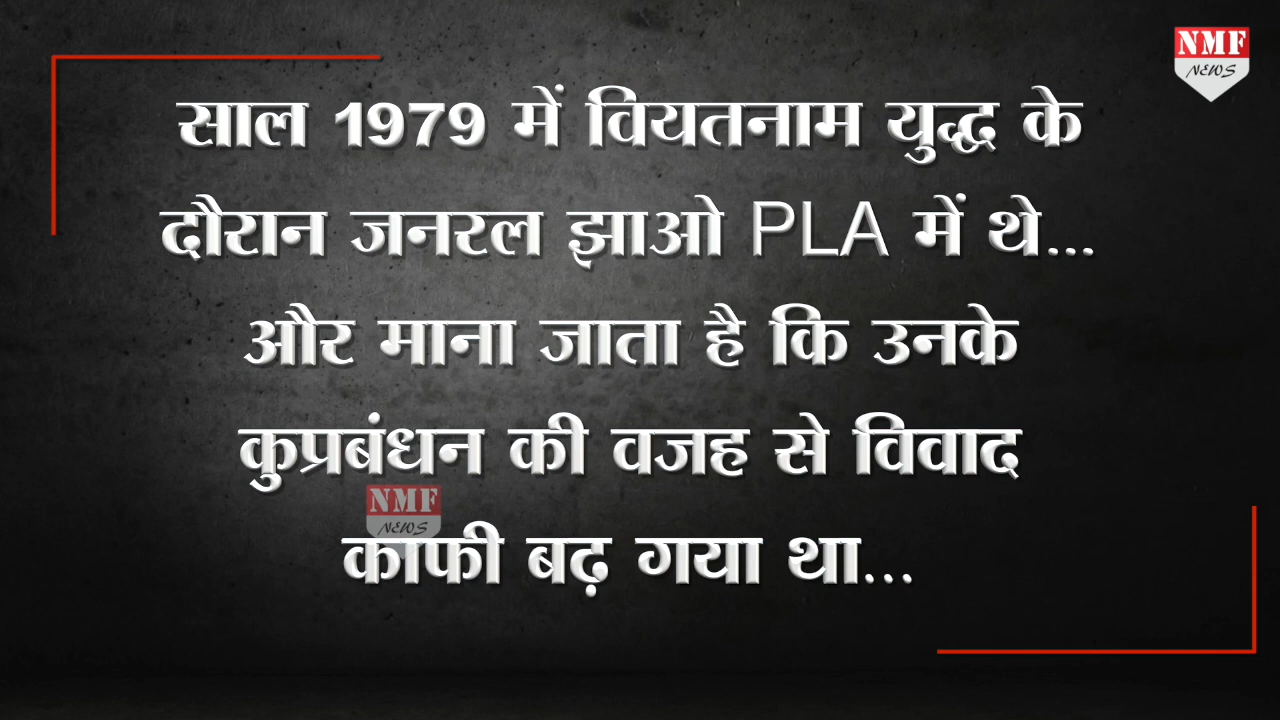 NMF
NEWS
साल 1979 में वियतनाम युद्ध के
दौरान जनरल झाओ PLA में थे...
और माना जाता है कि उनके
कुप्रबंधन की वजह से विवाद
NMF
NEWS
काफी बढ़ गया था...